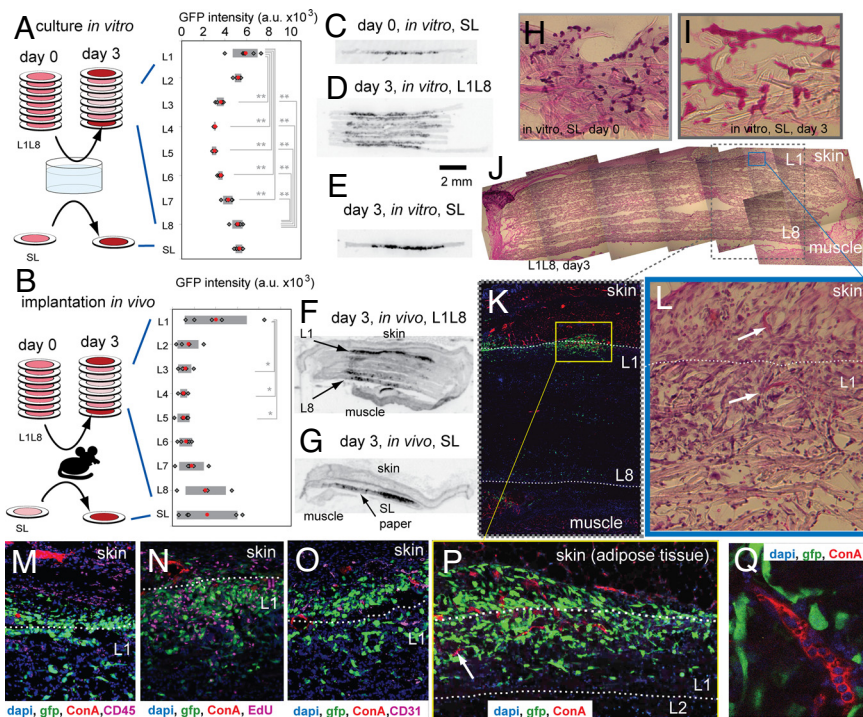 A culture in vitro
day 0 day 3
L1L8
SL
GFP intensity (a.u. x10³)
0 2 4 6 8 10
L1
L2
L3
L4
L5
L6
L7
L8
SL
** **
** **
** **
** **
** **
B implantation in vivo
day 0 day 3
L1L8
SL
GFP intensity (a.u. x10³)
0 2 4 6 8 10
L1
L2
L3
L4
L5
L6
L7
L8
SL
*
*
*
C day 0, in vitro, SL
D day 3, in vitro, L1L8
2 mm
E day 3, in vitro, SL
F day 3, in vivo, L1L8
L1 skin
L8 muscle
G day 3, in vivo, SL
skin
muscle SL
paper
H
in vitro, SL, day 0
I
in vitro, SL, day 3
J
L1 skin
L8
muscle
L1L8, day3
K skin
L1
L8
muscle
L skin
L1
M skin
L1
dapi, gfp, ConA,CD45
N skin
L1
dapi, gfp, ConA,EdU
O skin
L1
dapi, gfp, ConA,CD31
P skin (adipose tissue)
L1
L2
dapi, gfp, ConA
Q dapi, gfp, ConA